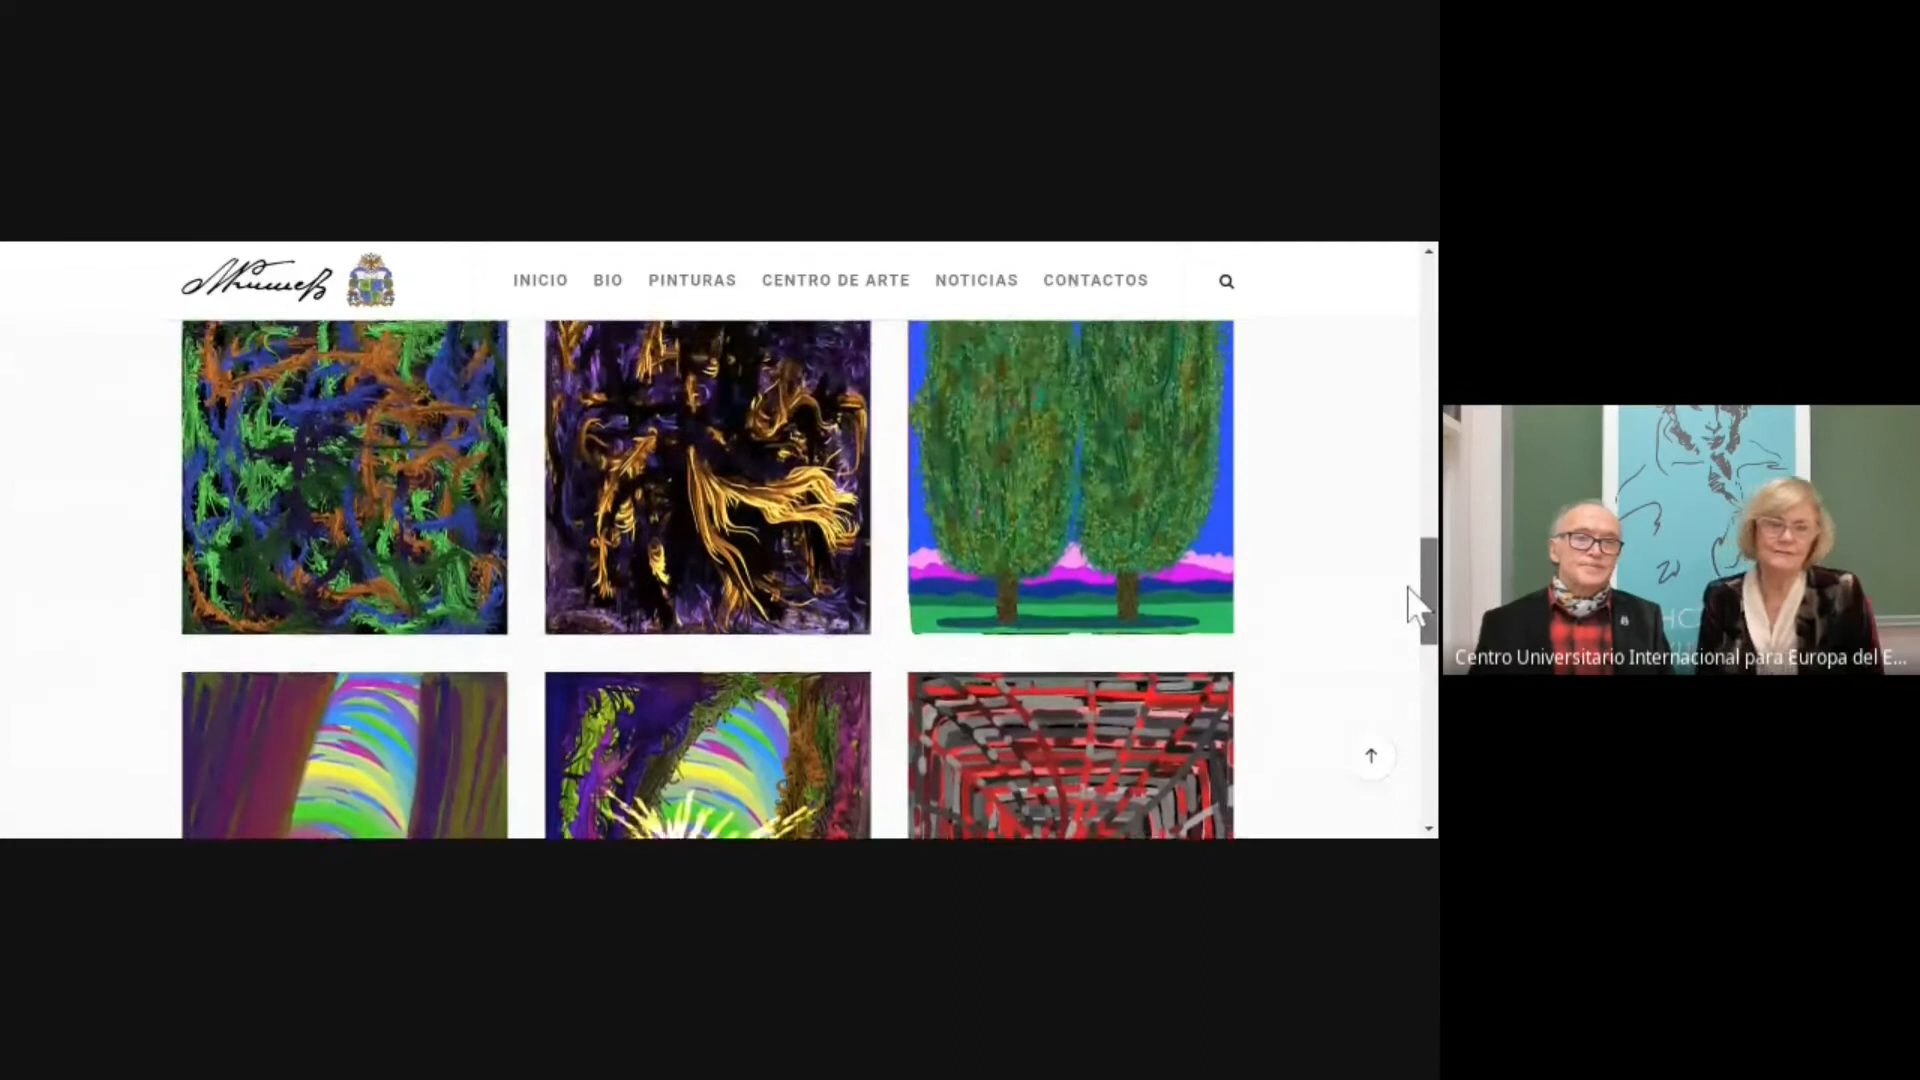 INICIO BIO PINTURAS CENTRO DE ARTE NOTICIAS CONTACTOS
Centro Universitario Internacional para Europa del E...